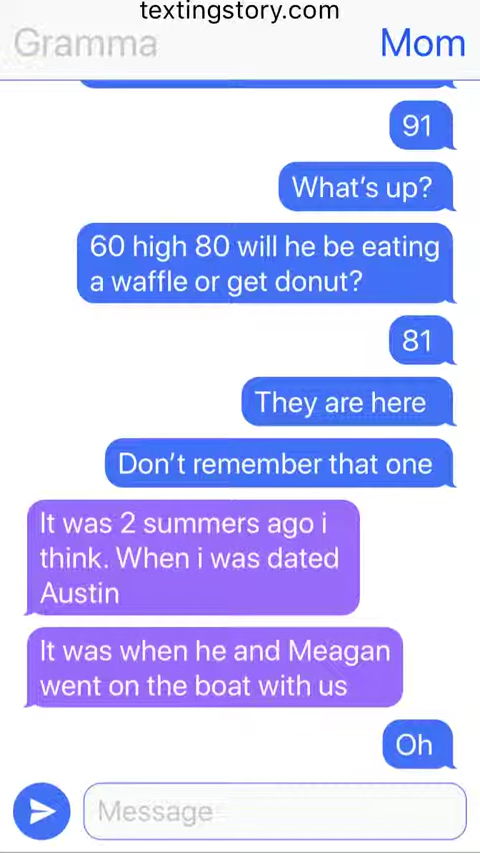 textingstory.com
Gramma Mom
91
What's up?
60 high 80 will he be eating
a waffle or get donut?
81
They are here
Don't remember that one
It was 2 summers ago i
think. When i was dated
Austin
It was when he and Meagan
went on the boat with us
Oh
Message